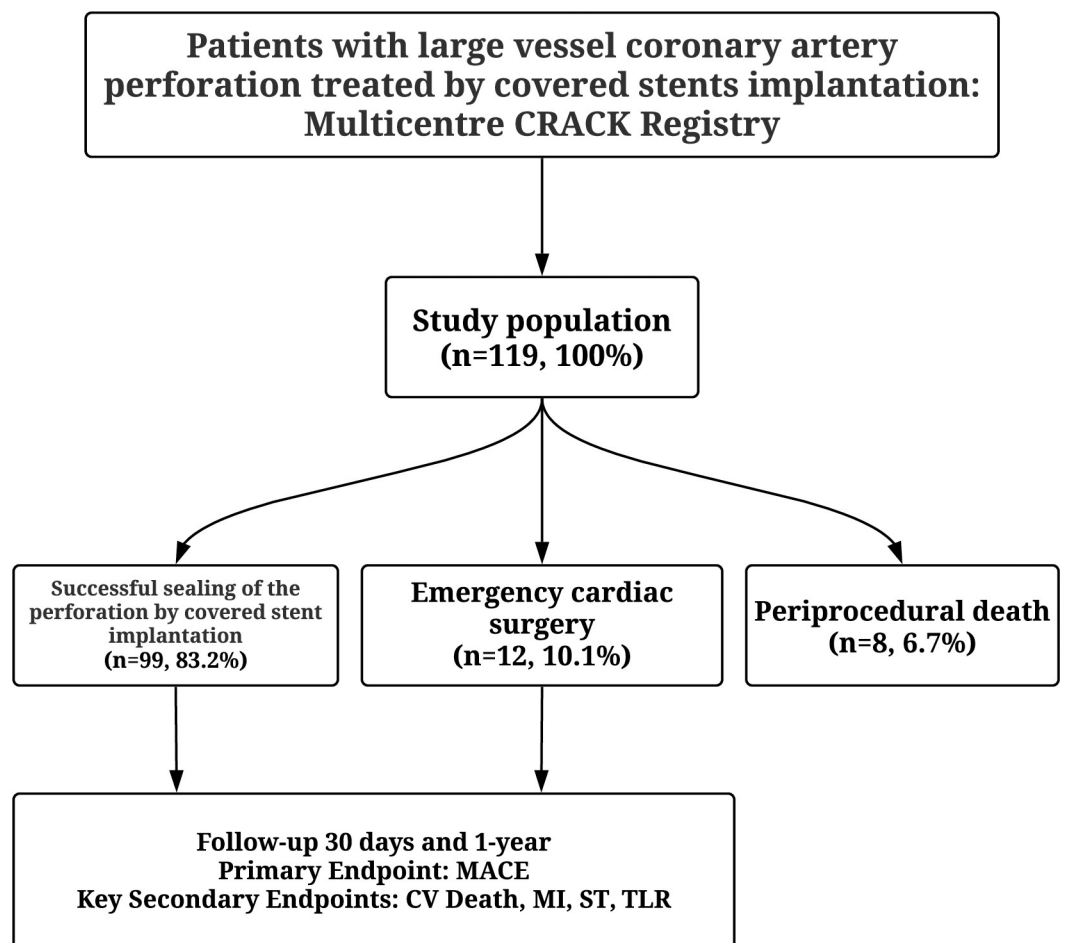 Patients with large vessel coronary artery
perforation treated by covered stents implantation:
Multicentre CRACK Registry
Study population
(n=119, 100%)
Successful sealing of the
perforation by covered stent
implantation
(n=99, 83.2%)
Emergency cardiac
surgery
(n=12, 10.1%)
Periprocedural death
(n=8, 6.7%)
Follow-up 30 days and 1-year
Primary Endpoint: MACE
Key Secondary Endpoints: CV Death, MI, ST, TLR